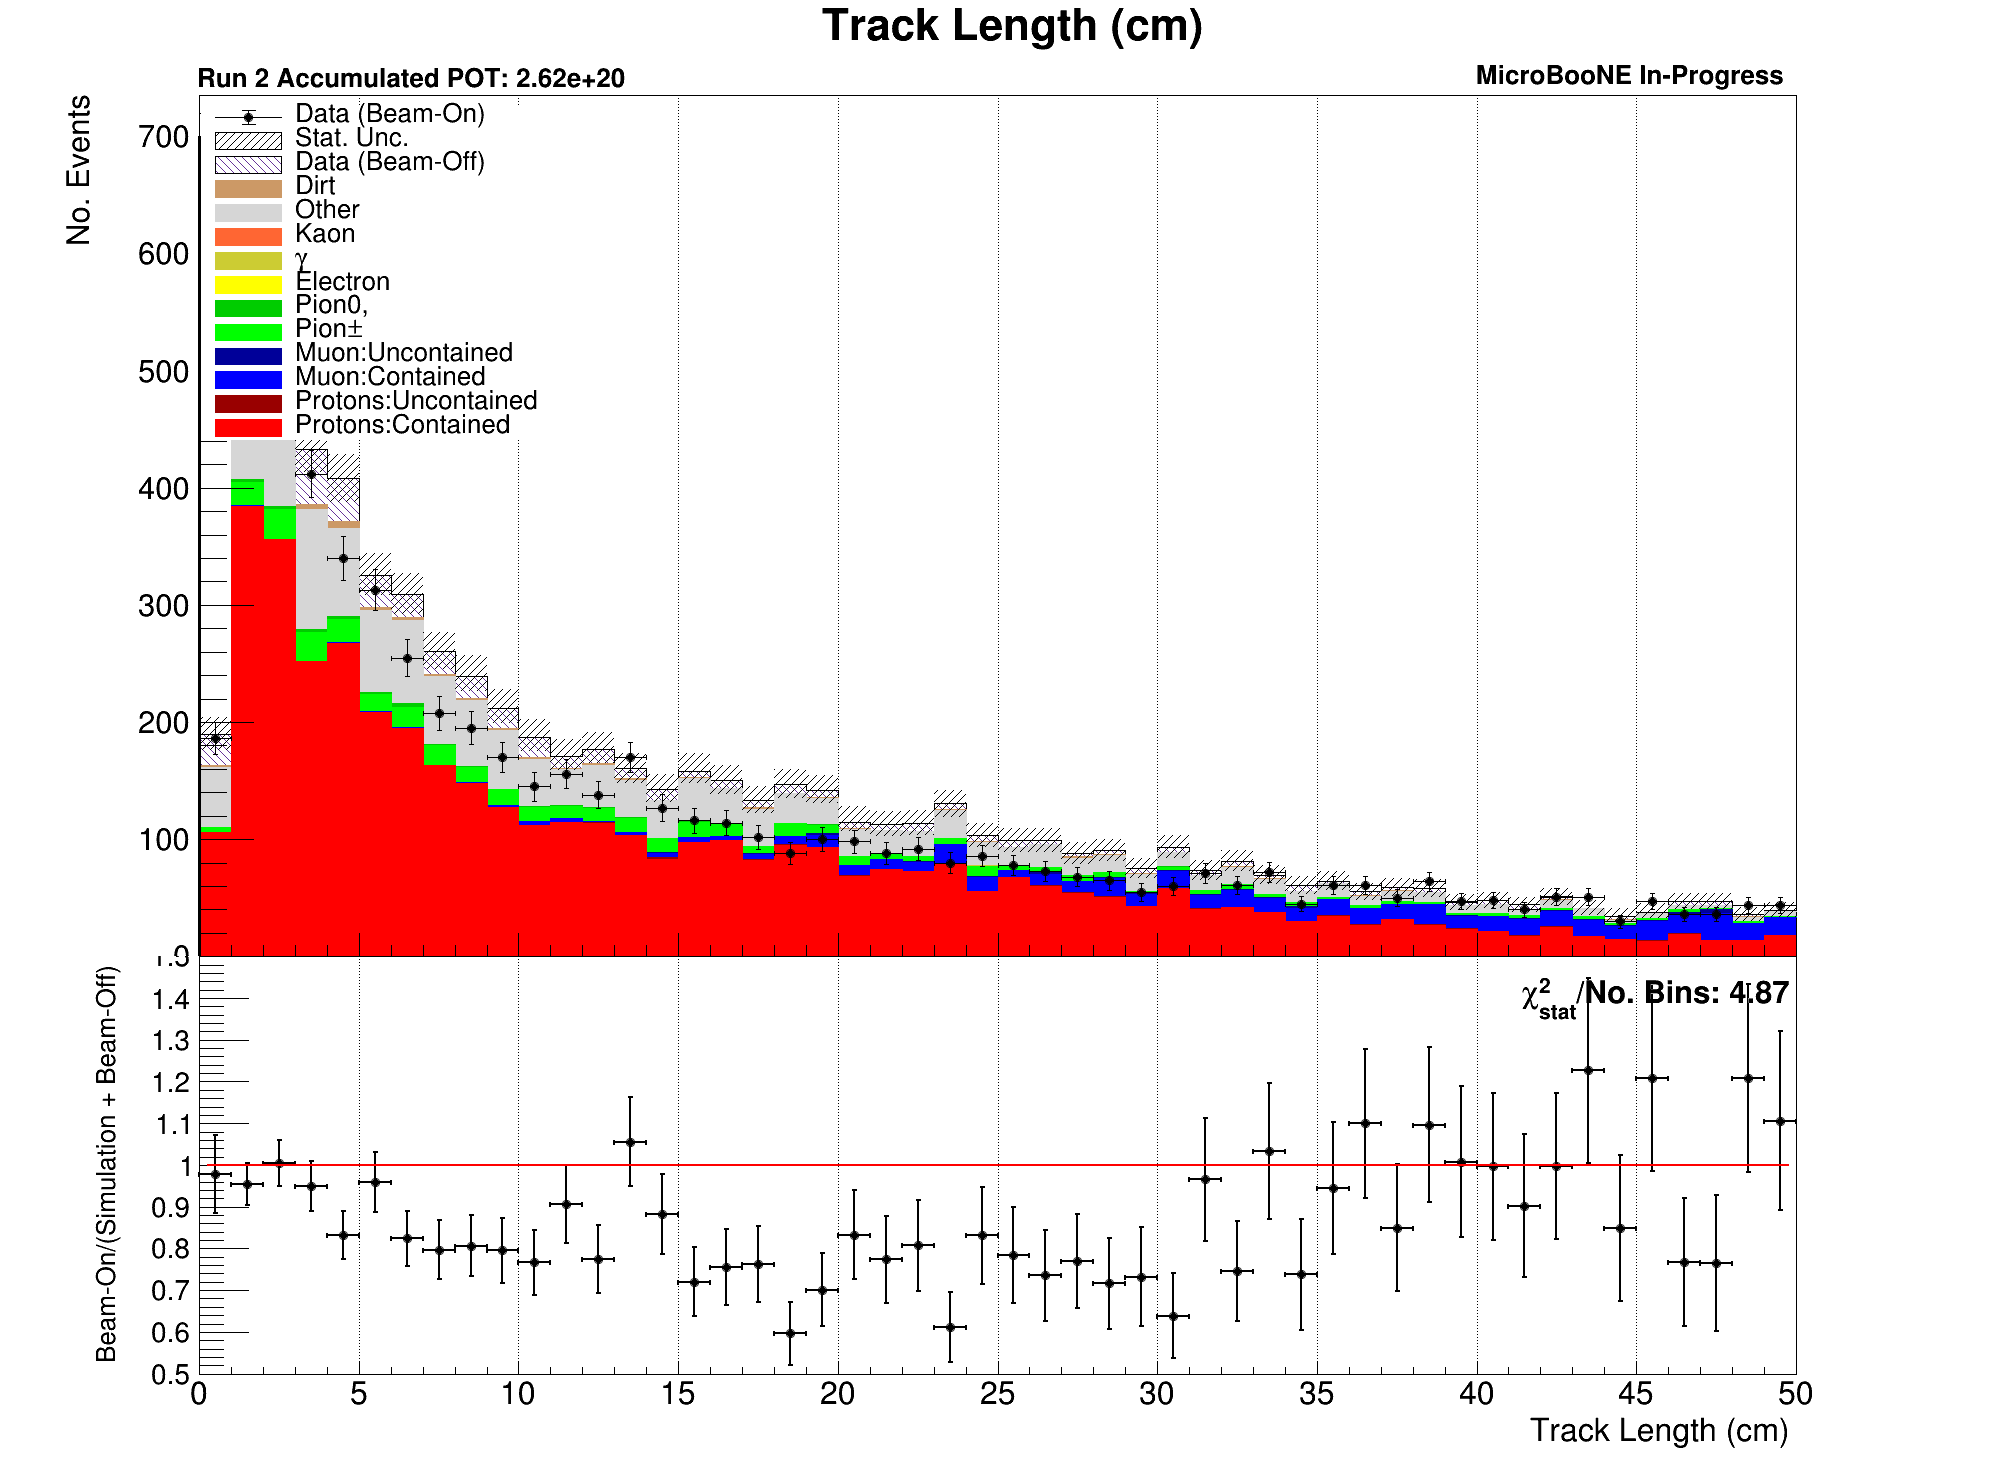 Track Length (cm)
Run 2 Accumulated POT: 2.62e+20
MicroBooNE In-Progress
No. Events
700
600
500
400
300
200
100
0
Data (Beam-On)
Stat. Unc.
Data (Beam-Off)
Dirt
Other
Kaon
γ
Electron
Pion0,
Pion±
Muon:Uncontained
Muon:Contained
Protons:Uncontained
Protons:Contained
Beam-On/(Simulation + Beam-Off)
1.5
1.4
1.3
1.2
1.1
1
0.9
0.8
0.7
0.6
0.5
χ²stat/No. Bins: 4.87
0 5 10 15 20 25 30 35 40 45 50
Track Length (cm)